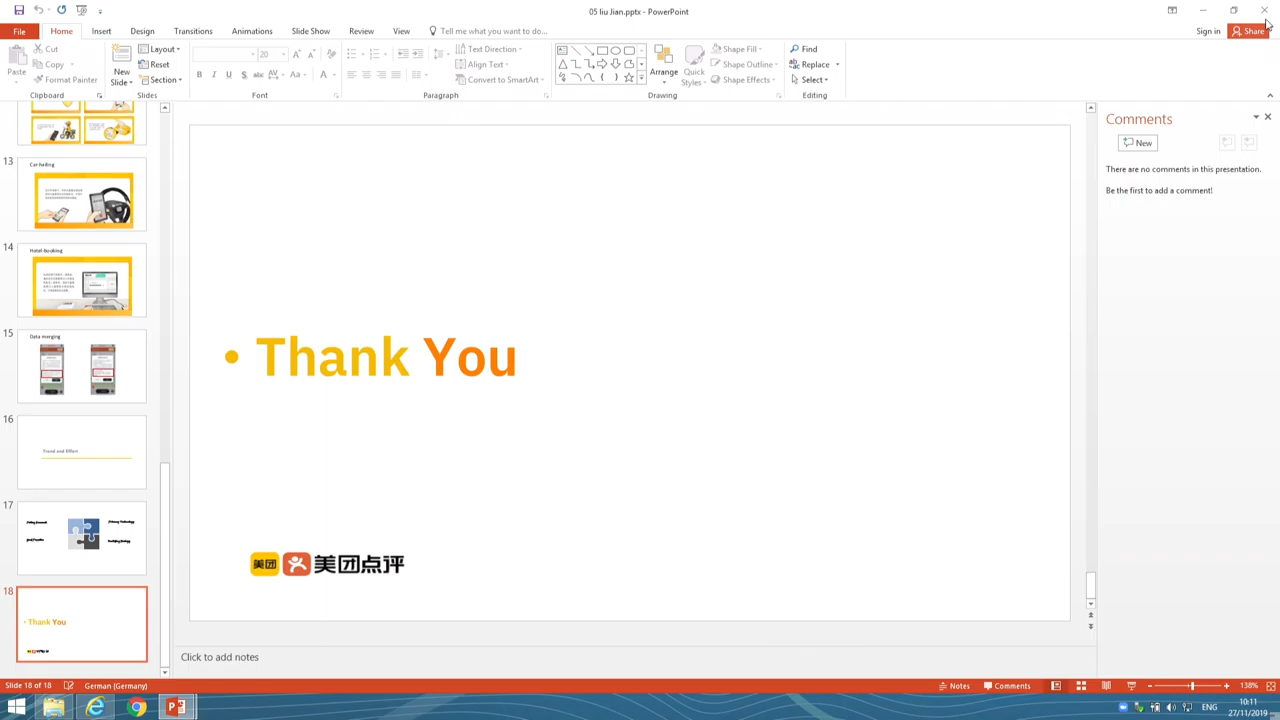 05 liu Jian.pptx - PowerPoint
File
Home
Insert
Design
Transitions
Animations
Slide Show
Review
View
Tell me what you want to do...
Sign in
Share
Paste
Cut
Copy
Format Painter
Clipboard
New
Slide
Layout
Reset
Section
Slides
20
Font
Text Direction
Align Text
Convert to SmartArt
Paragraph
Arrange
Quick
Styles
Shape Fill
Shape Outline
Shape Effects
Drawing
Find
Replace
Select
Editing
13
Car-hailing
14
Hotel-booking
15
Data merging
16
Trend and Effect
17
18
• Thank You
• Thank You
美团
美团点评
Comments
New
There are no comments in this presentation.
Be the first to add a comment!
Click to add notes
Slide 18 of 18
German (Germany)
Notes
Comments
138%
ENG
10:11
27/11/2019